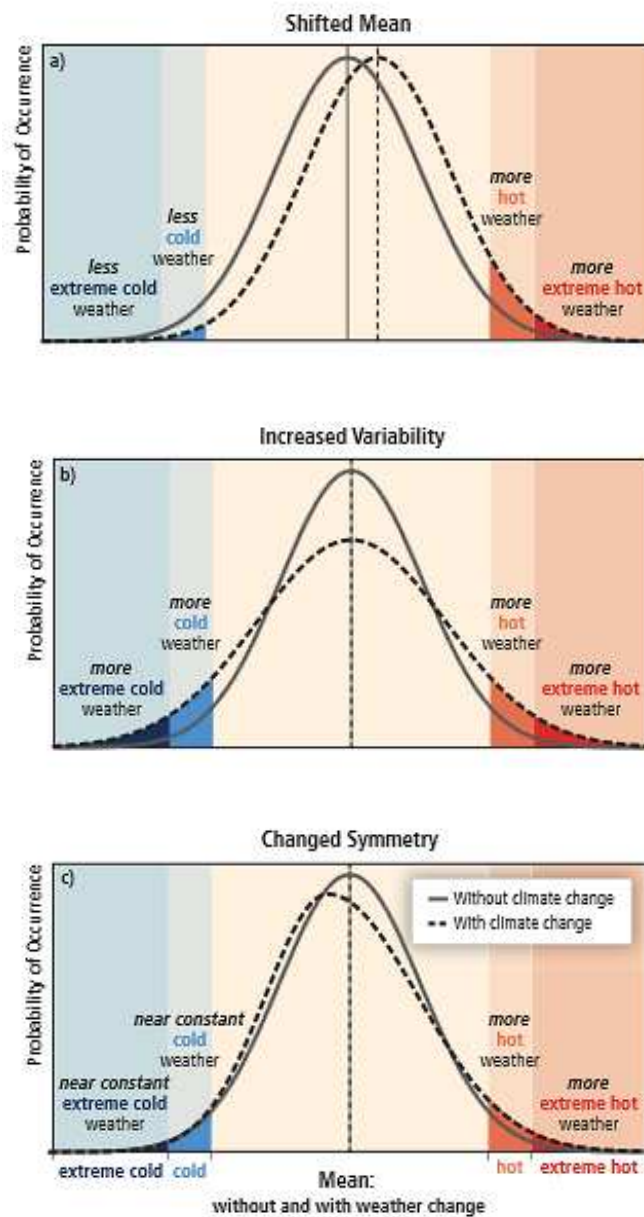 Shifted Mean
a)
Probability of Occurrence
less
cold
weather
less
extreme cold
weather
more
hot
weather
more
extreme hot
weather
Increased Variability
b)
Probability of Occurrence
more
cold
weather
more
extreme cold
weather
more
hot
weather
more
extreme hot
weather
Changed Symmetry
c)
Probability of Occurrence
Without climate change
With climate change
near constant
cold
weather
near constant
extreme cold
weather
more
hot
weather
more
extreme hot
weather
extreme cold
cold
Mean:
without and with weather change
hot
extreme hot